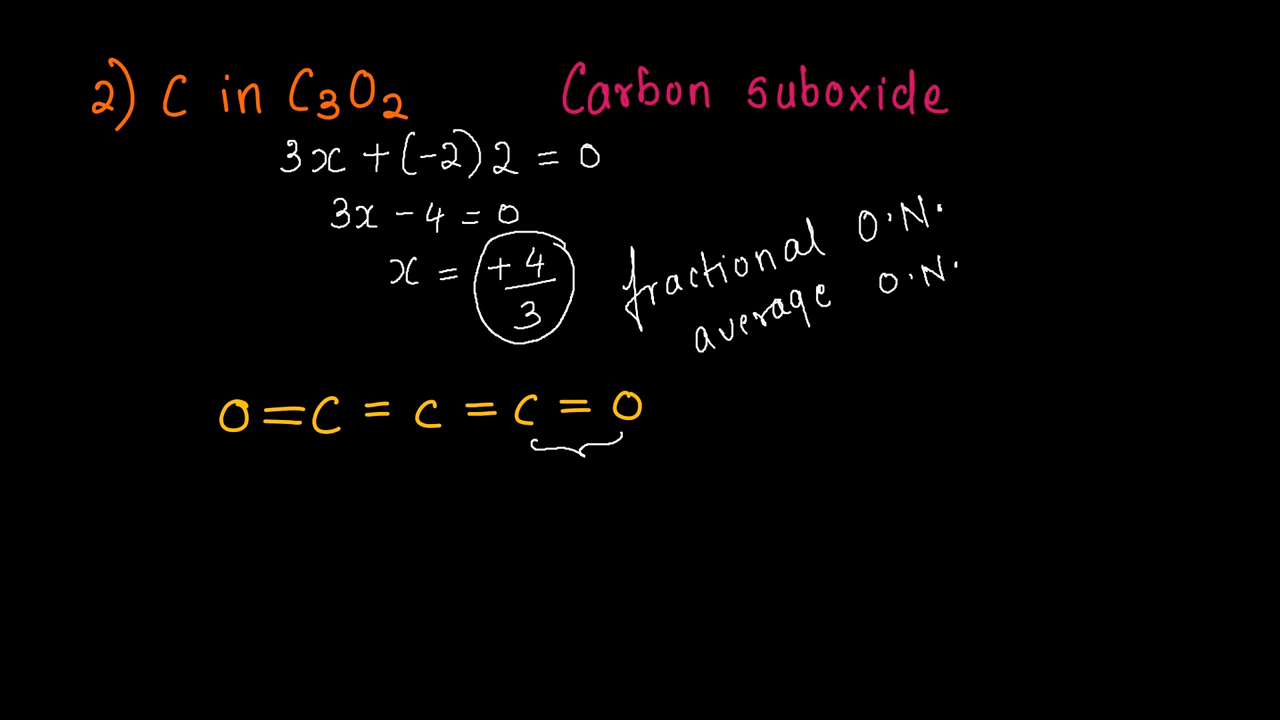 2) C in C₃O₂ Carbon suboxide
3x + (-2) 2 = 0
3x - 4 = 0
x = +4/3
fractional O.N.
average O.N.
O = C = C = C = O